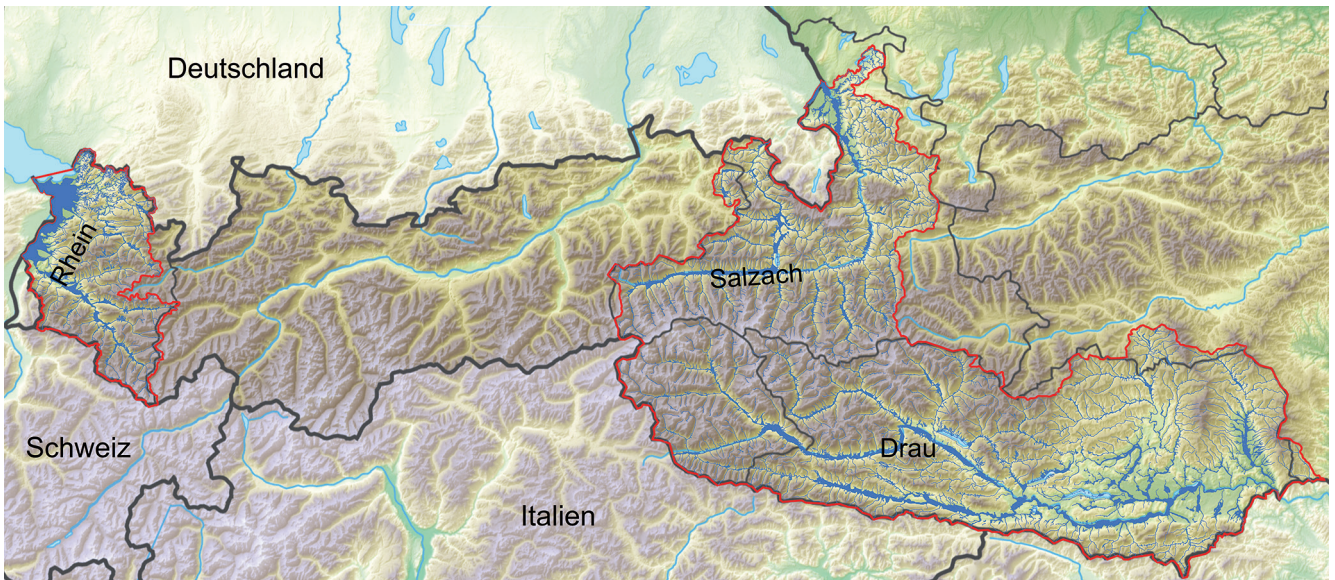 Deutschland
Rhein
Salzach
Schweiz
Drau
Italien